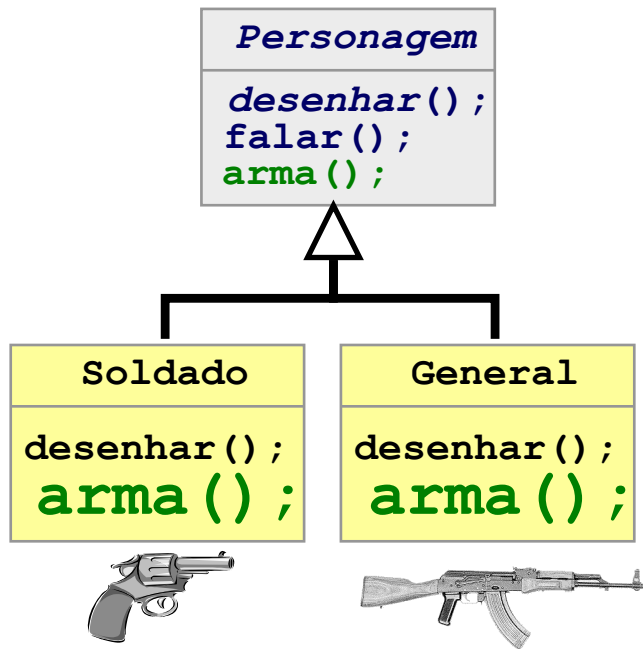 Personagem
desenhar();
falar();
arma();
Soldado
desenhar();
arma();
General
desenhar();
arma();